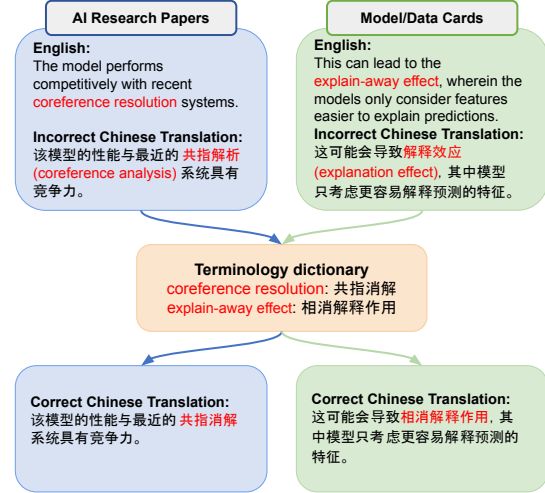 AI Research Papers
English:
The model performs
competitively with recent
coreference resolution systems.
Incorrect Chinese Translation:
该模型的性能与最近的 共指解析
(coreference analysis) 系统具有
竞争力。
Model/Data Cards
English:
This can lead to the
explain-away effect, wherein the
models only consider features
easier to explain predictions.
Incorrect Chinese Translation:
这可能会导致解释效应
(explanation effect), 其中模型
只考虑更容易解释预测的特征。
Terminology dictionary
coreference resolution: 共指消解
explain-away effect: 相消解释作用
Correct Chinese Translation:
该模型的性能与最近的 共指消解
系统具有竞争力。
Correct Chinese Translation:
这可能会导致相消解释作用, 其
中模型只考虑更容易解释预测的
特征。